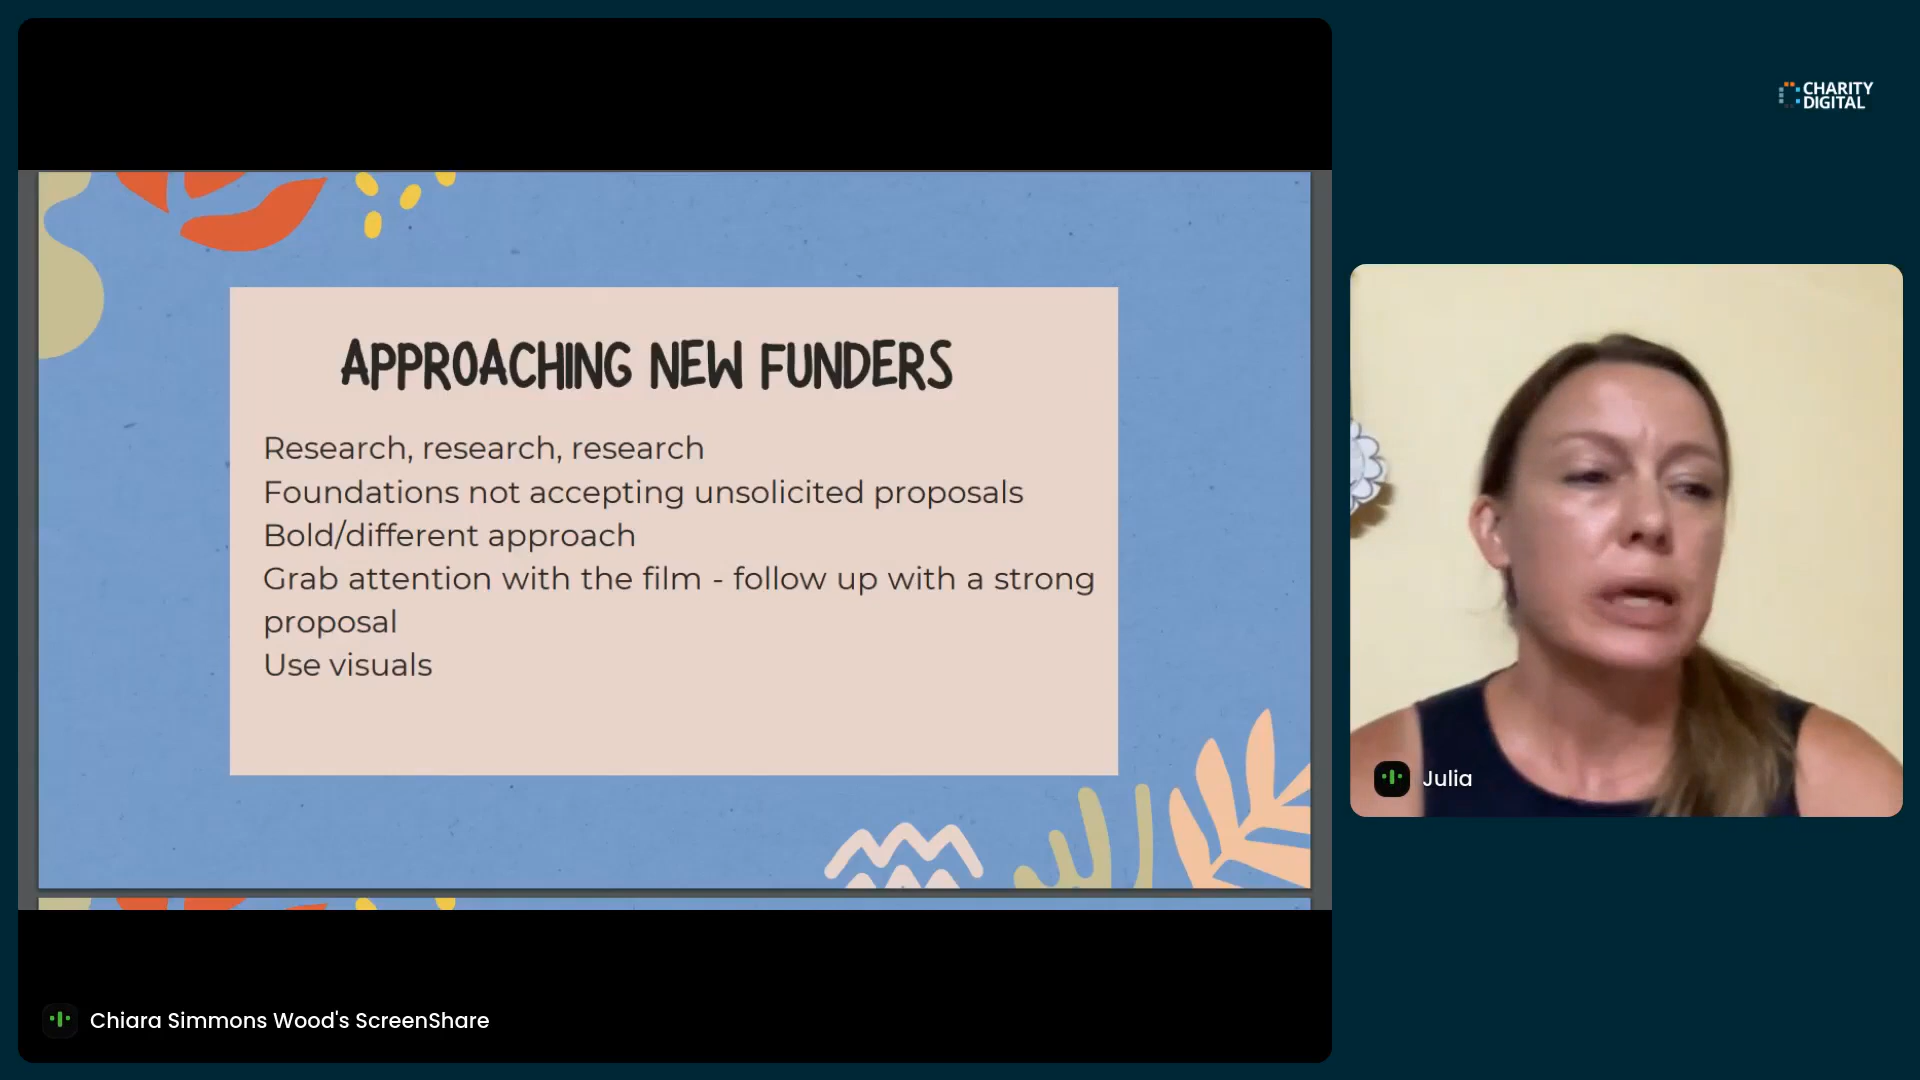 CHARITY
DIGITAL
APPROACHING NEW FUNDERS
Research, research, research
Foundations not accepting unsolicited proposals
Bold/different approach
Grab attention with the film - follow up with a strong
proposal
Use visuals
Julia
Chiara Simmons Wood's ScreenShare